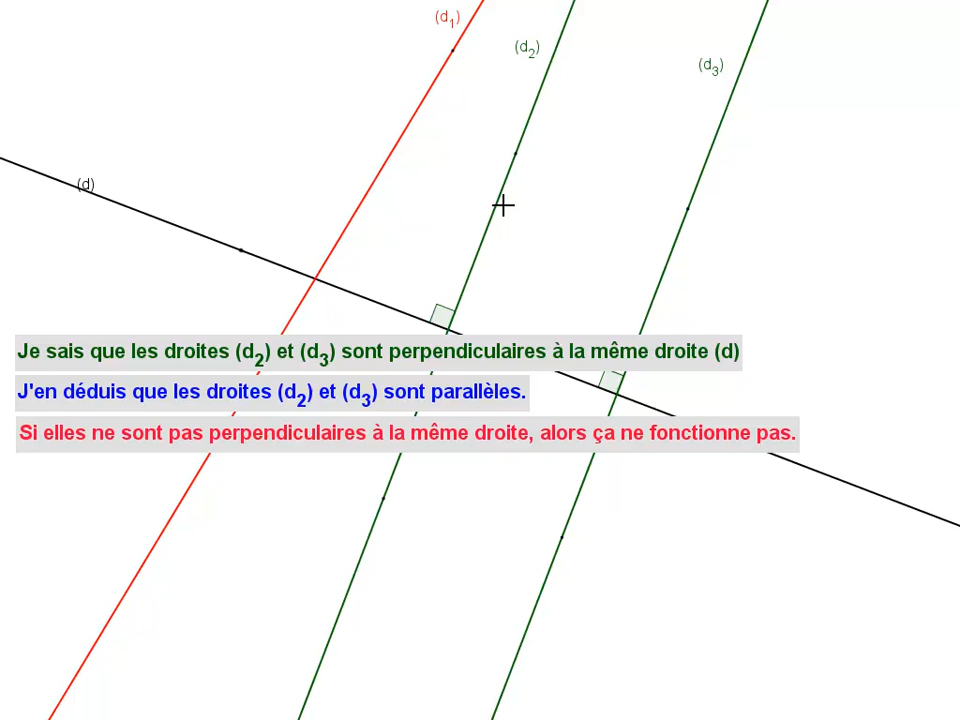 (d₁)
(d₂)
(d₃)
(d)
Je sais que les droites (d₂) et (d₃) sont perpendiculaires à la même droite (d)
J'en déduis que les droites (d₂) et (d₃) sont parallèles.
Si elles ne sont pas perpendiculaires à la même droite, alors ça ne fonctionne pas.